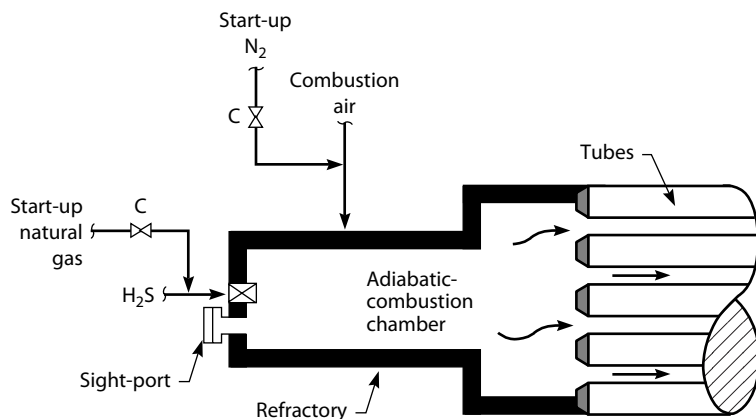 Start-up
N₂
Combustion
air
C
Tubes
C
Start-up
natural
gas
Adiabatic-
combustion
chamber
H₂S
Sight-port
Refractory